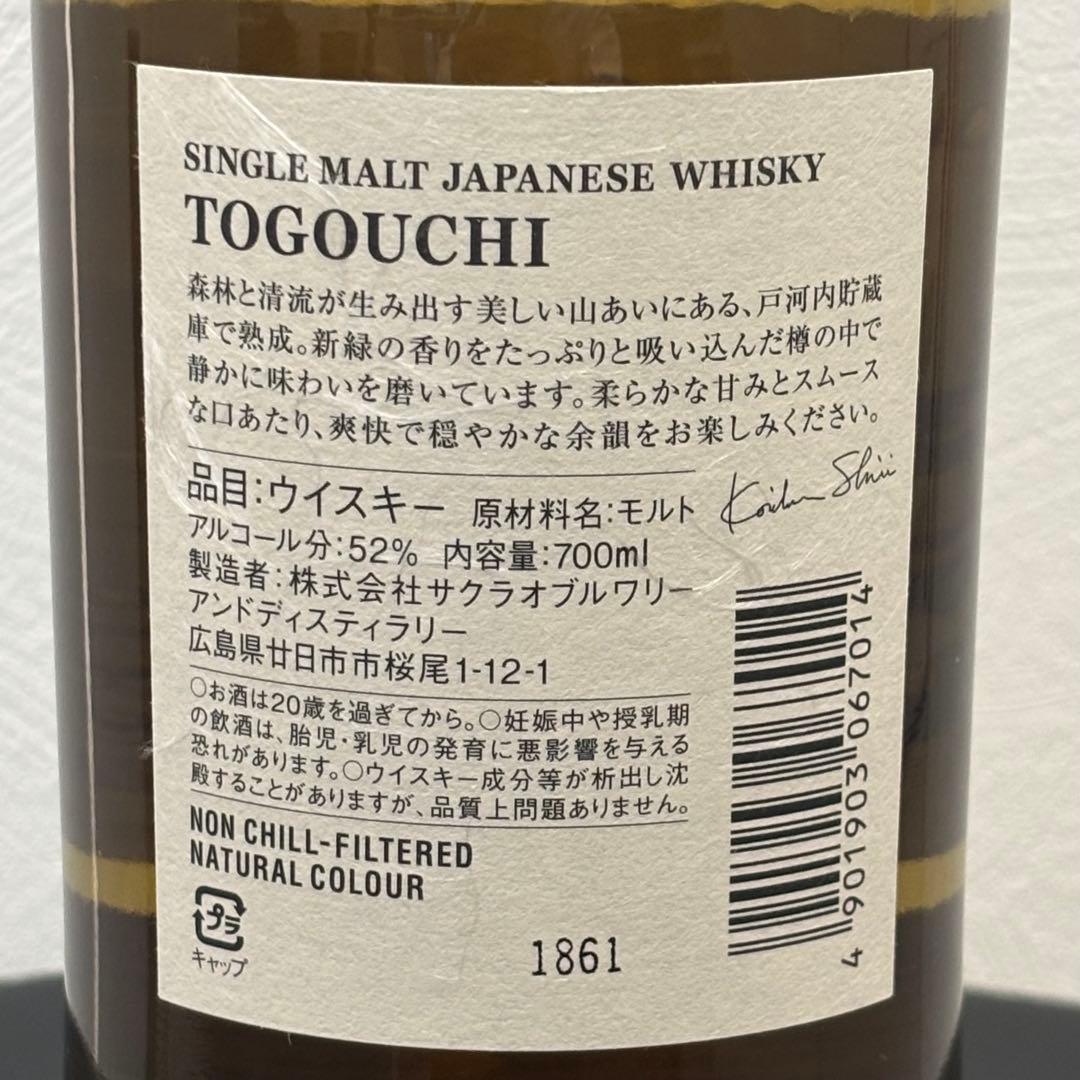 SINGLE MALT JAPANESE WHISKY
TOGOUCHI
森林と清流が生み出す美しい山あいにある、戸河内貯蔵
庫で熟成。新緑の香りをたっぷりと吸い込んだ樽の中で
静かに味わいを磨いています。柔らかな甘みとスムース
な口あたり、爽快で穏やかな余韻をお楽しみください。
品目:ウイスキー 原材料名:モルト
アルコール分:52% 内容量:700ml
製造者:株式会社サクラオブルワリー
アンドディスティラリー
広島県廿日市市桜尾1-12-1
○お酒は20歳を過ぎてから。○妊娠中や授乳期
の飲酒は、胎児・乳児の発育に悪影響を与える
恐れがあります。○ウイスキー成分等が析出し沈
殿することがありますが、品質上問題ありません。
NON CHILL-FILTERED
NATURAL COLOUR
プラ
キャップ
1861
4 901903 067014